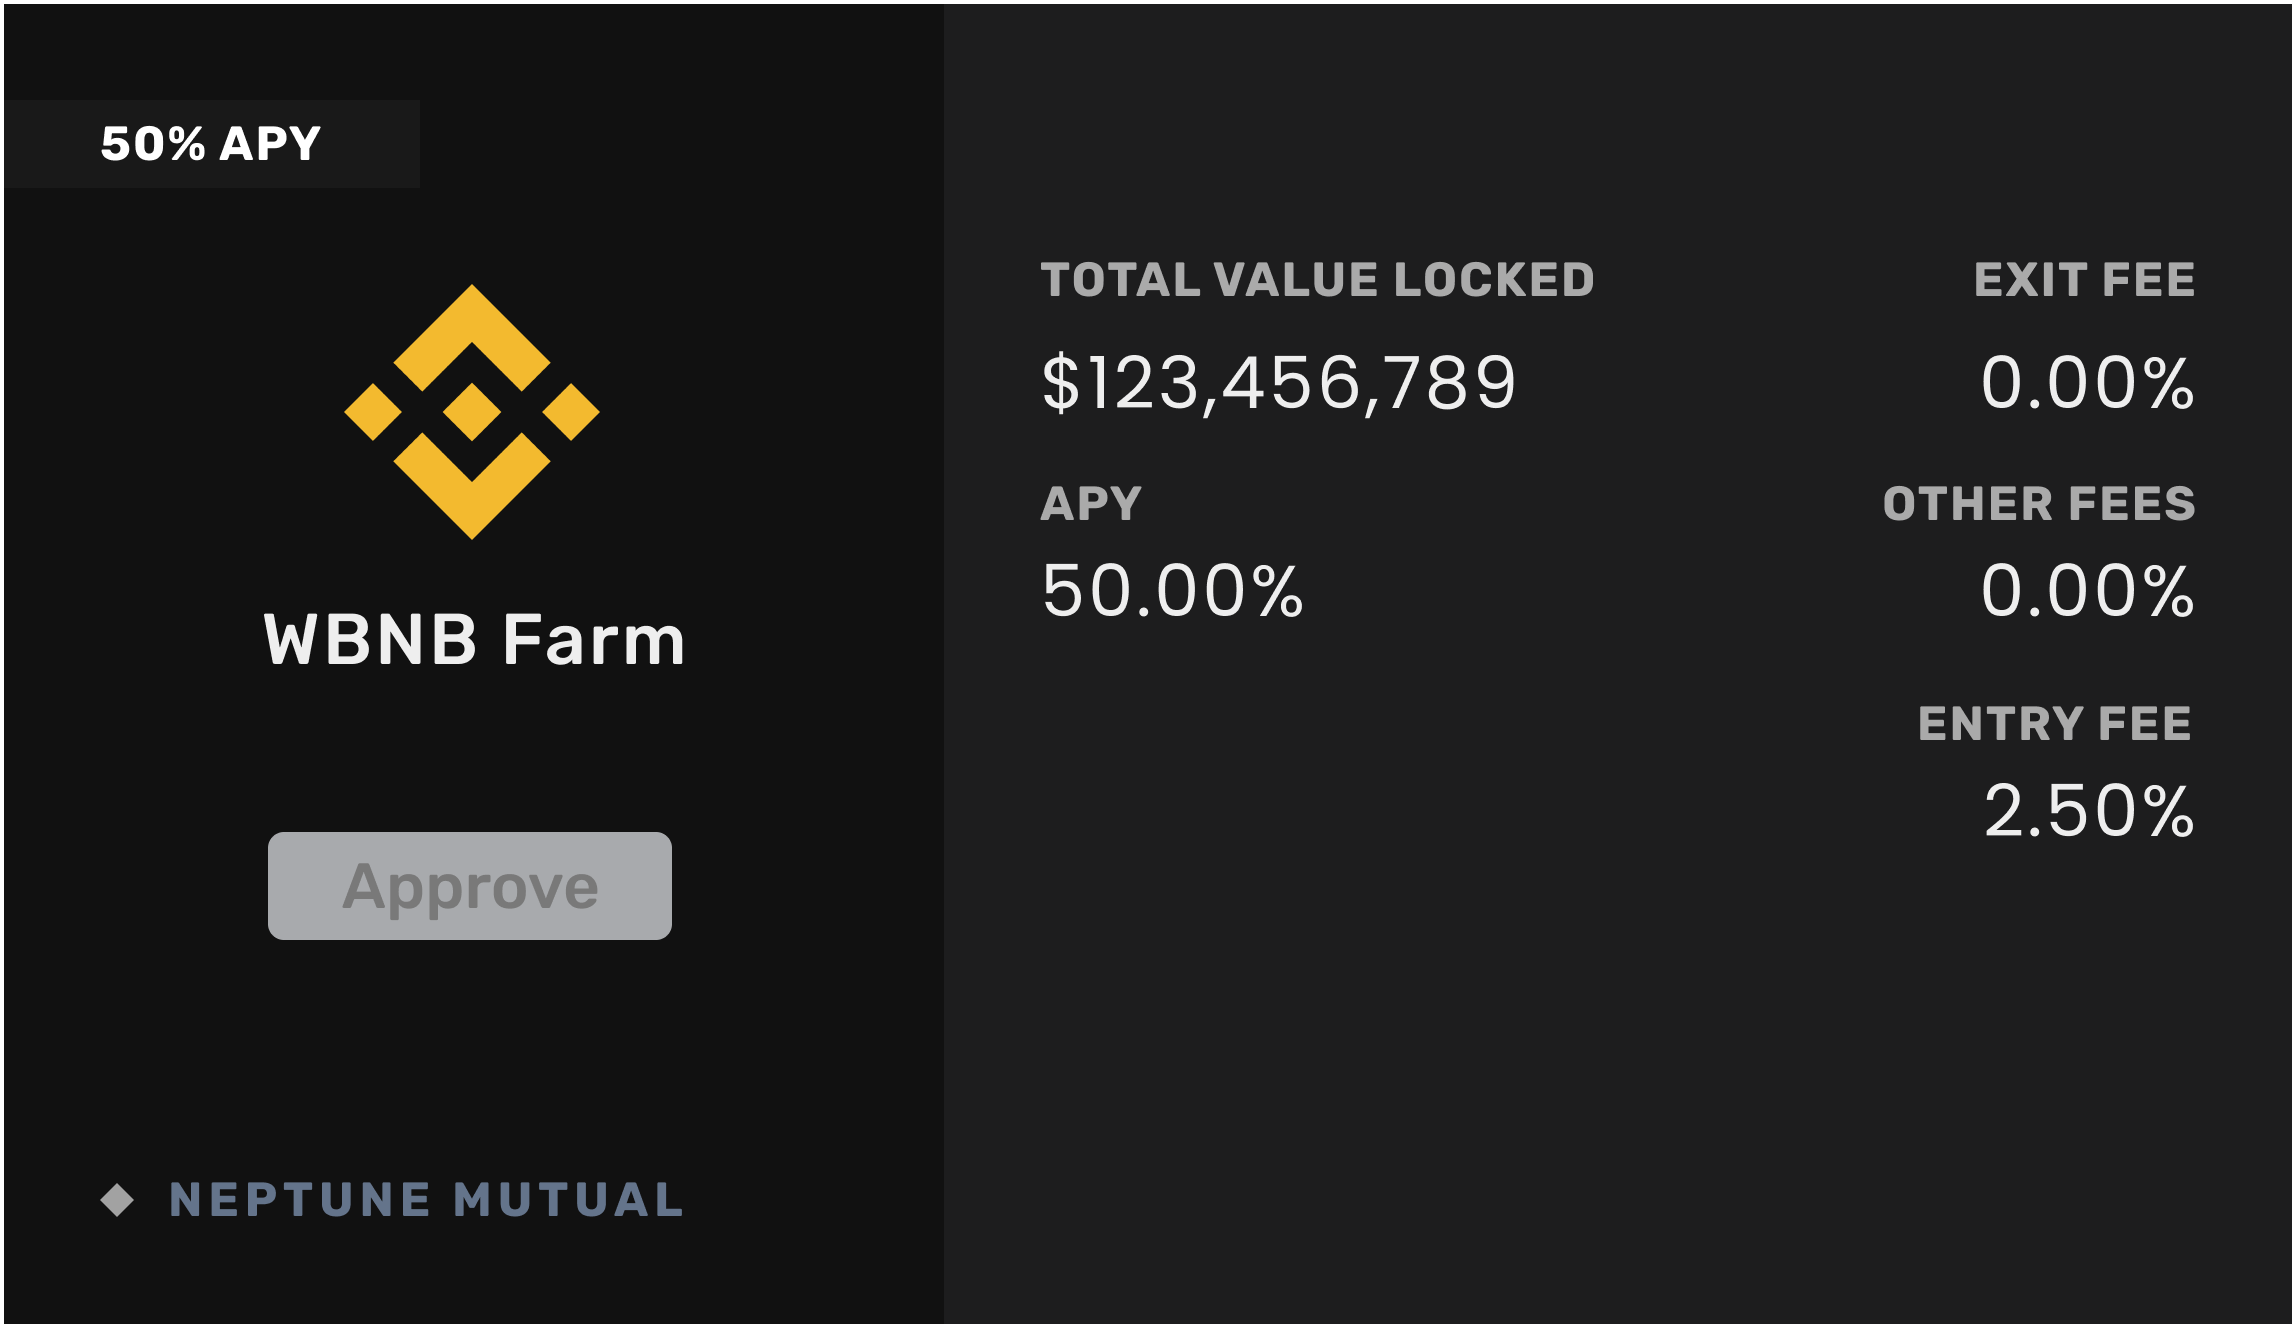 50% APY
WBNB Farm
Approve
NEPTUNE MUTUAL
TOTAL VALUE LOCKED
$123,456,789
APY
50.00%
EXIT FEE
0.00%
OTHER FEES
0.00%
ENTRY FEE
2.50%